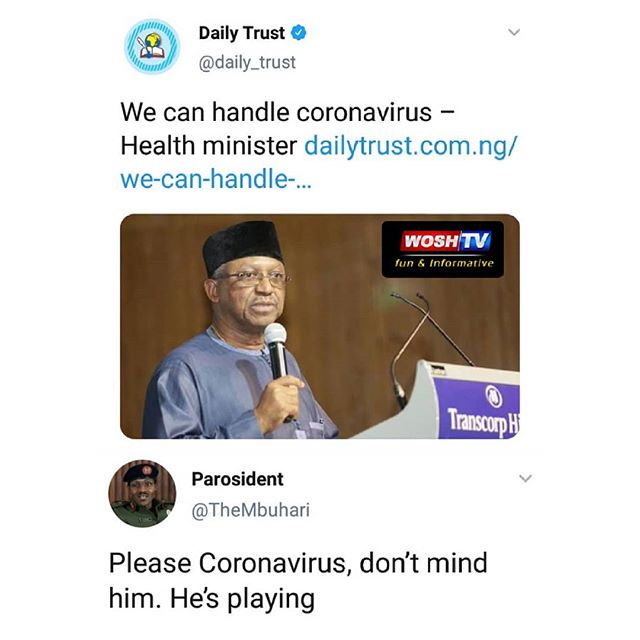 Daily Trust
@daily_trust
We can handle coronavirus –
Health minister dailytrust.com.ng/
we-can-handle-...
WOSH TV
fun & Informative
Transcorp Hi
Parosident
@TheMbuhari
Please Coronavirus, don't mind
him. He's playing